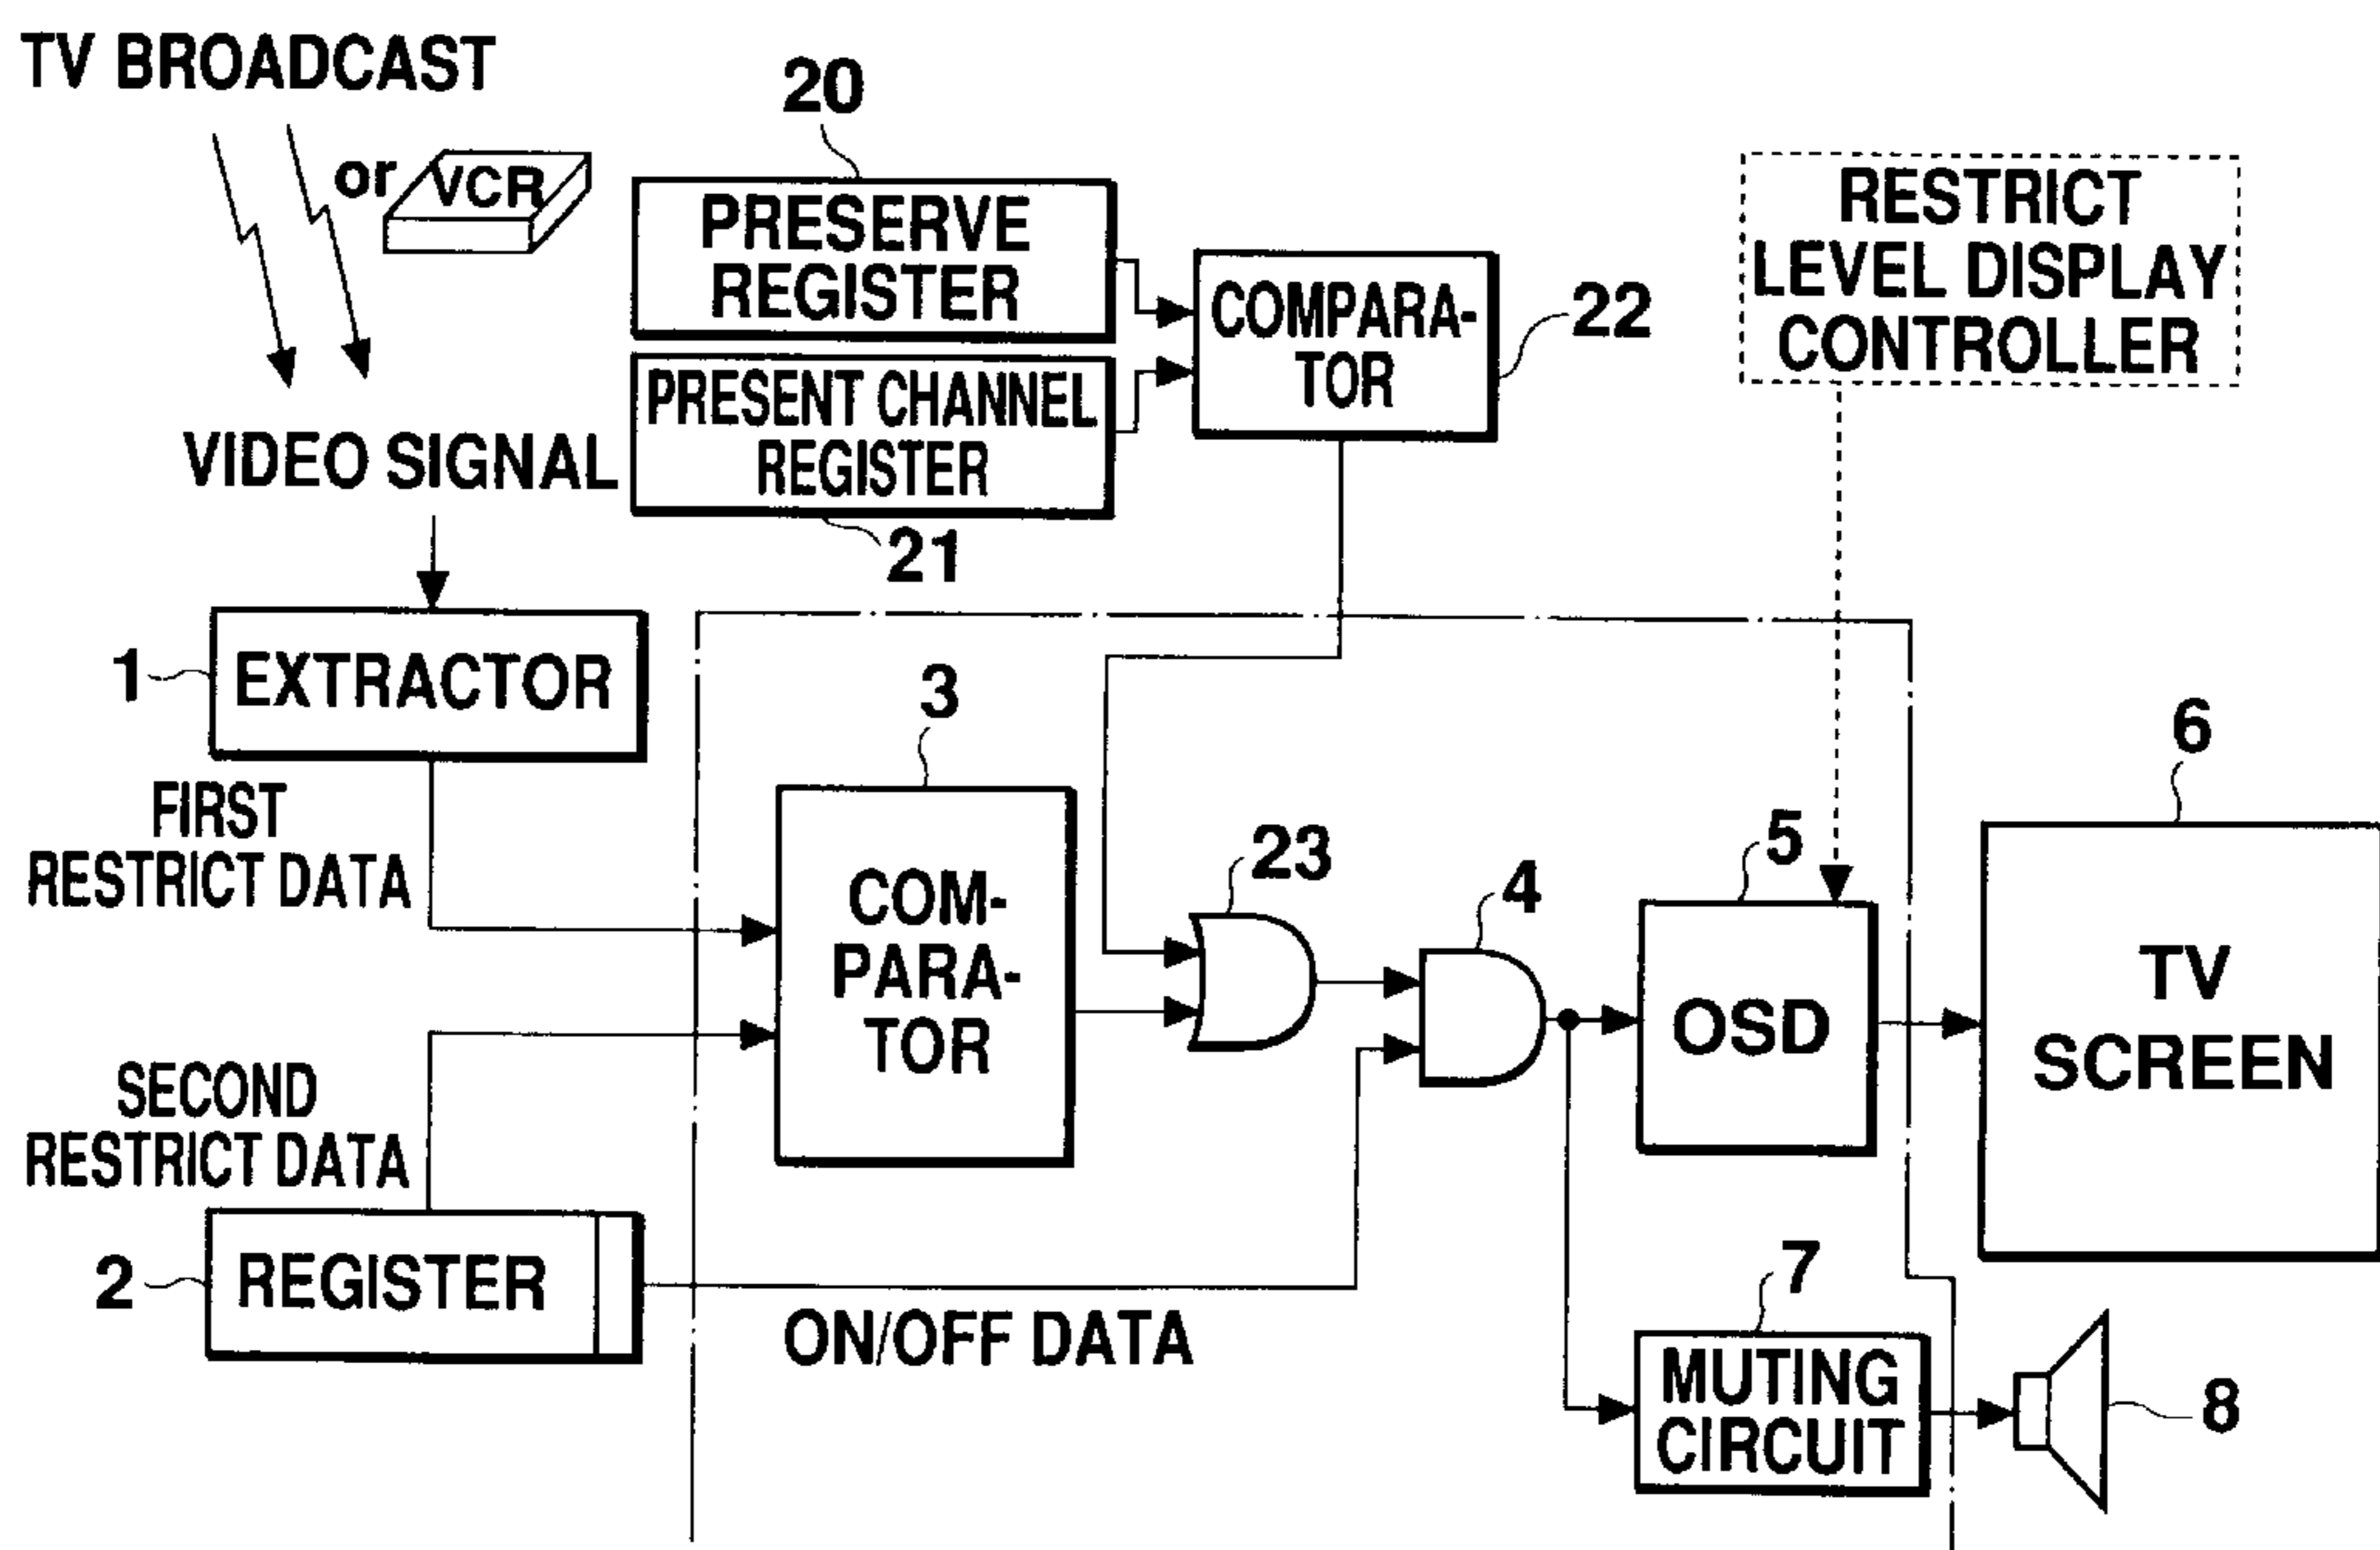 TV BROADCAST
or VCR
VIDEO SIGNAL
20
PRESERVE
REGISTER
PRESENT CHANNEL
REGISTER
21
COMPARA-
TOR
22
RESTRICT
LEVEL DISPLAY
CONTROLLER
1
EXTRACTOR
FIRST
RESTRICT DATA
SECOND
RESTRICT DATA
2
REGISTER
ON/OFF DATA
3
COM-
PARA-
TOR
23
4
5
OSD
6
TV
SCREEN
7
MUTING
CIRCUIT
8